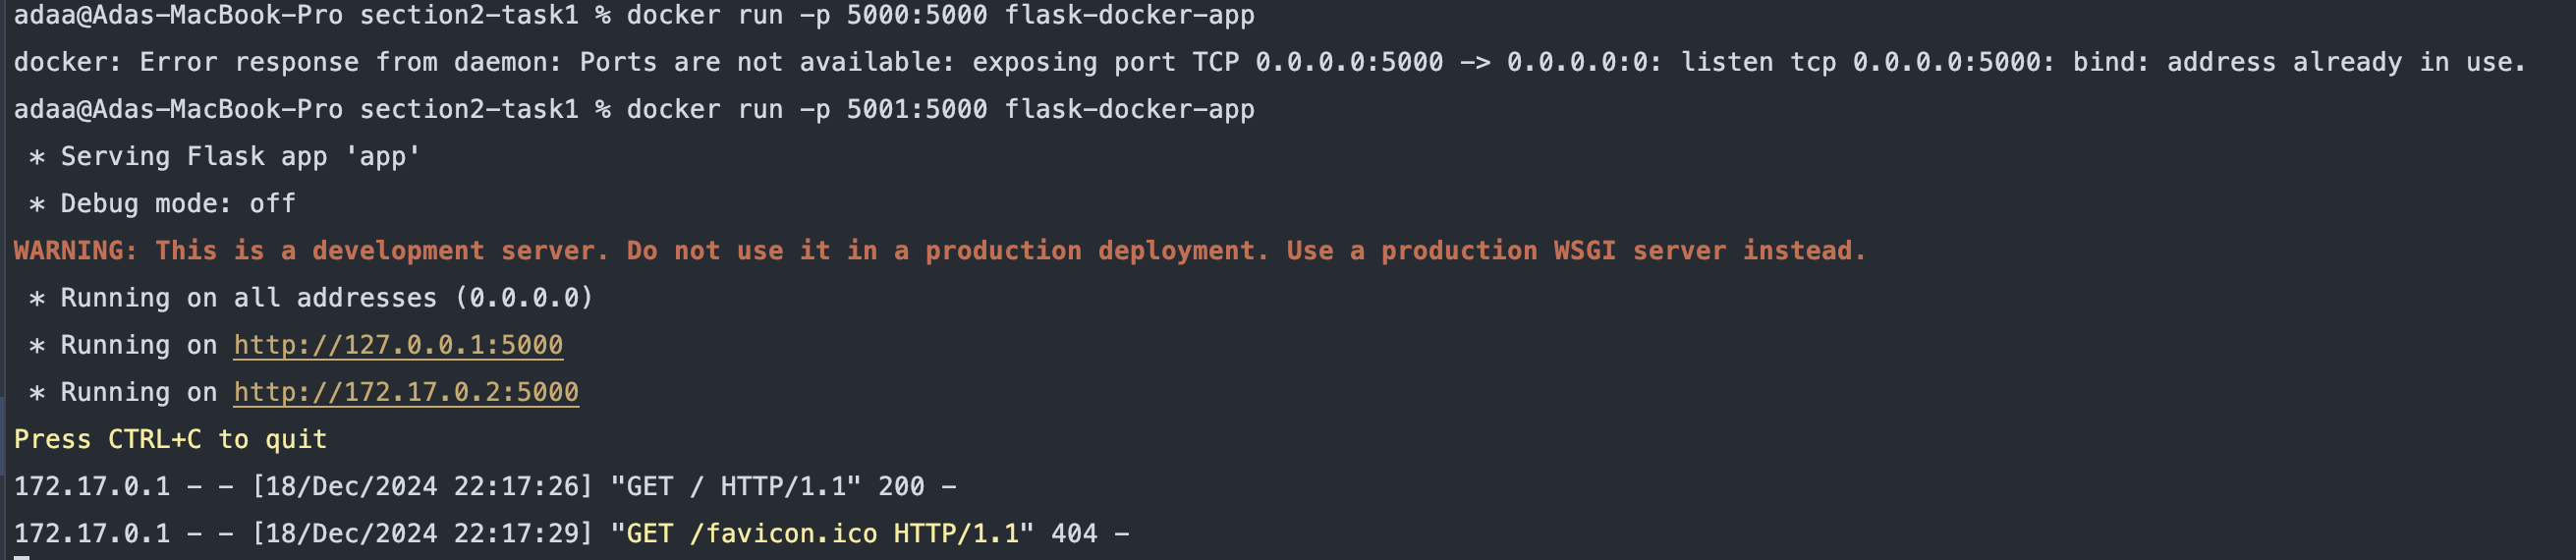 adaa@Adas-MacBook-Pro section2-task1 % docker run -p 5000:5000 flask-docker-app
docker: Error response from daemon: Ports are not available: exposing port TCP 0.0.0.0:5000 -> 0.0.0.0:0: listen tcp 0.0.0.0:5000: bind: address already in use.
adaa@Adas-MacBook-Pro section2-task1 % docker run -p 5001:5000 flask-docker-app
 * Serving Flask app 'app'
 * Debug mode: off
WARNING: This is a development server. Do not use it in a production deployment. Use a production WSGI server instead.
 * Running on all addresses (0.0.0.0)
 * Running on http://127.0.0.1:5000
 * Running on http://172.17.0.2:5000
Press CTRL+C to quit
172.17.0.1 - - [18/Dec/2024 22:17:26] "GET / HTTP/1.1" 200 -
172.17.0.1 - - [18/Dec/2024 22:17:29] "GET /favicon.ico HTTP/1.1" 404 -